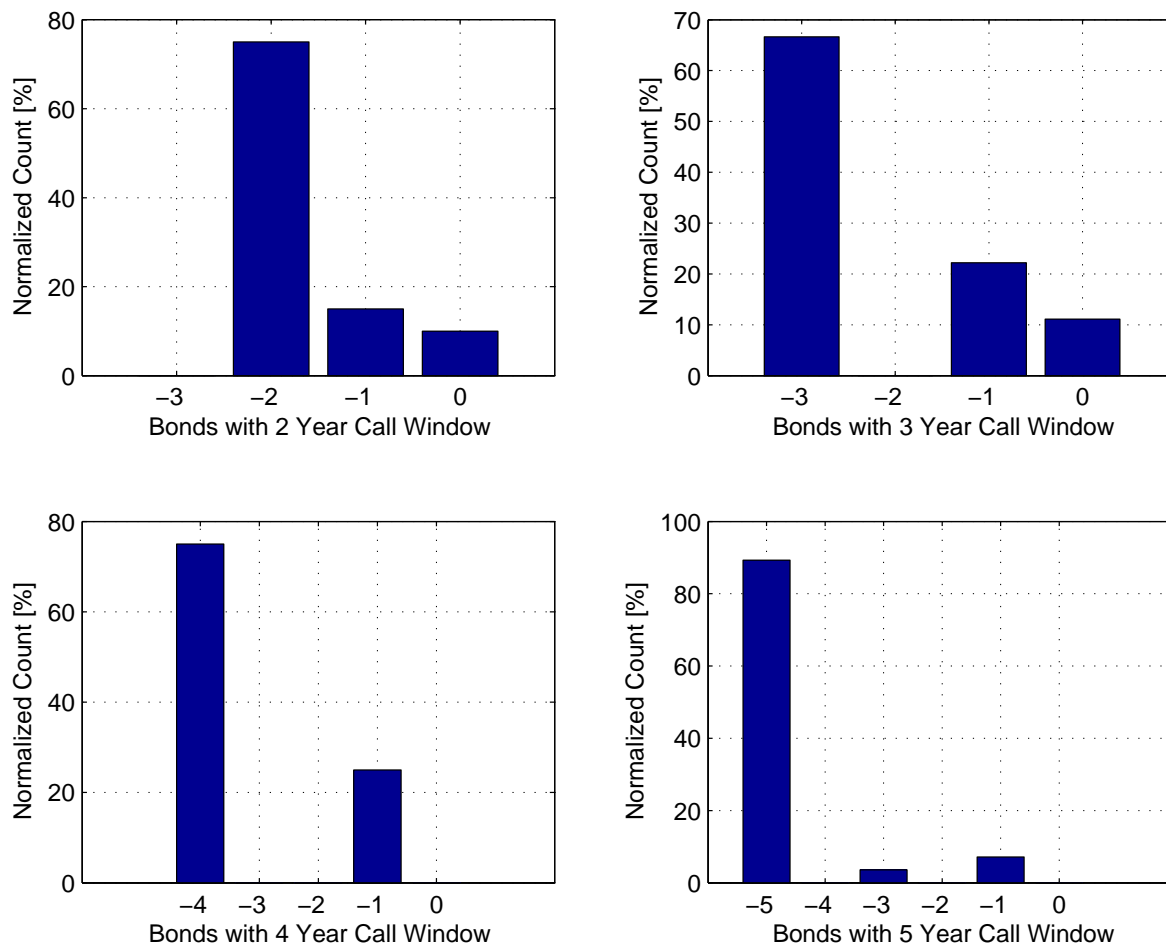 80
60
40
20
0
Normalized Count [%]
−3 −2 −1 0
Bonds with 2 Year Call Window
70
60
50
40
30
20
10
0
Normalized Count [%]
−3 −2 −1 0
Bonds with 3 Year Call Window
80
60
40
20
0
Normalized Count [%]
−4 −3 −2 −1 0
Bonds with 4 Year Call Window
100
80
60
40
20
0
Normalized Count [%]
−5 −4 −3 −2 −1 0
Bonds with 5 Year Call Window